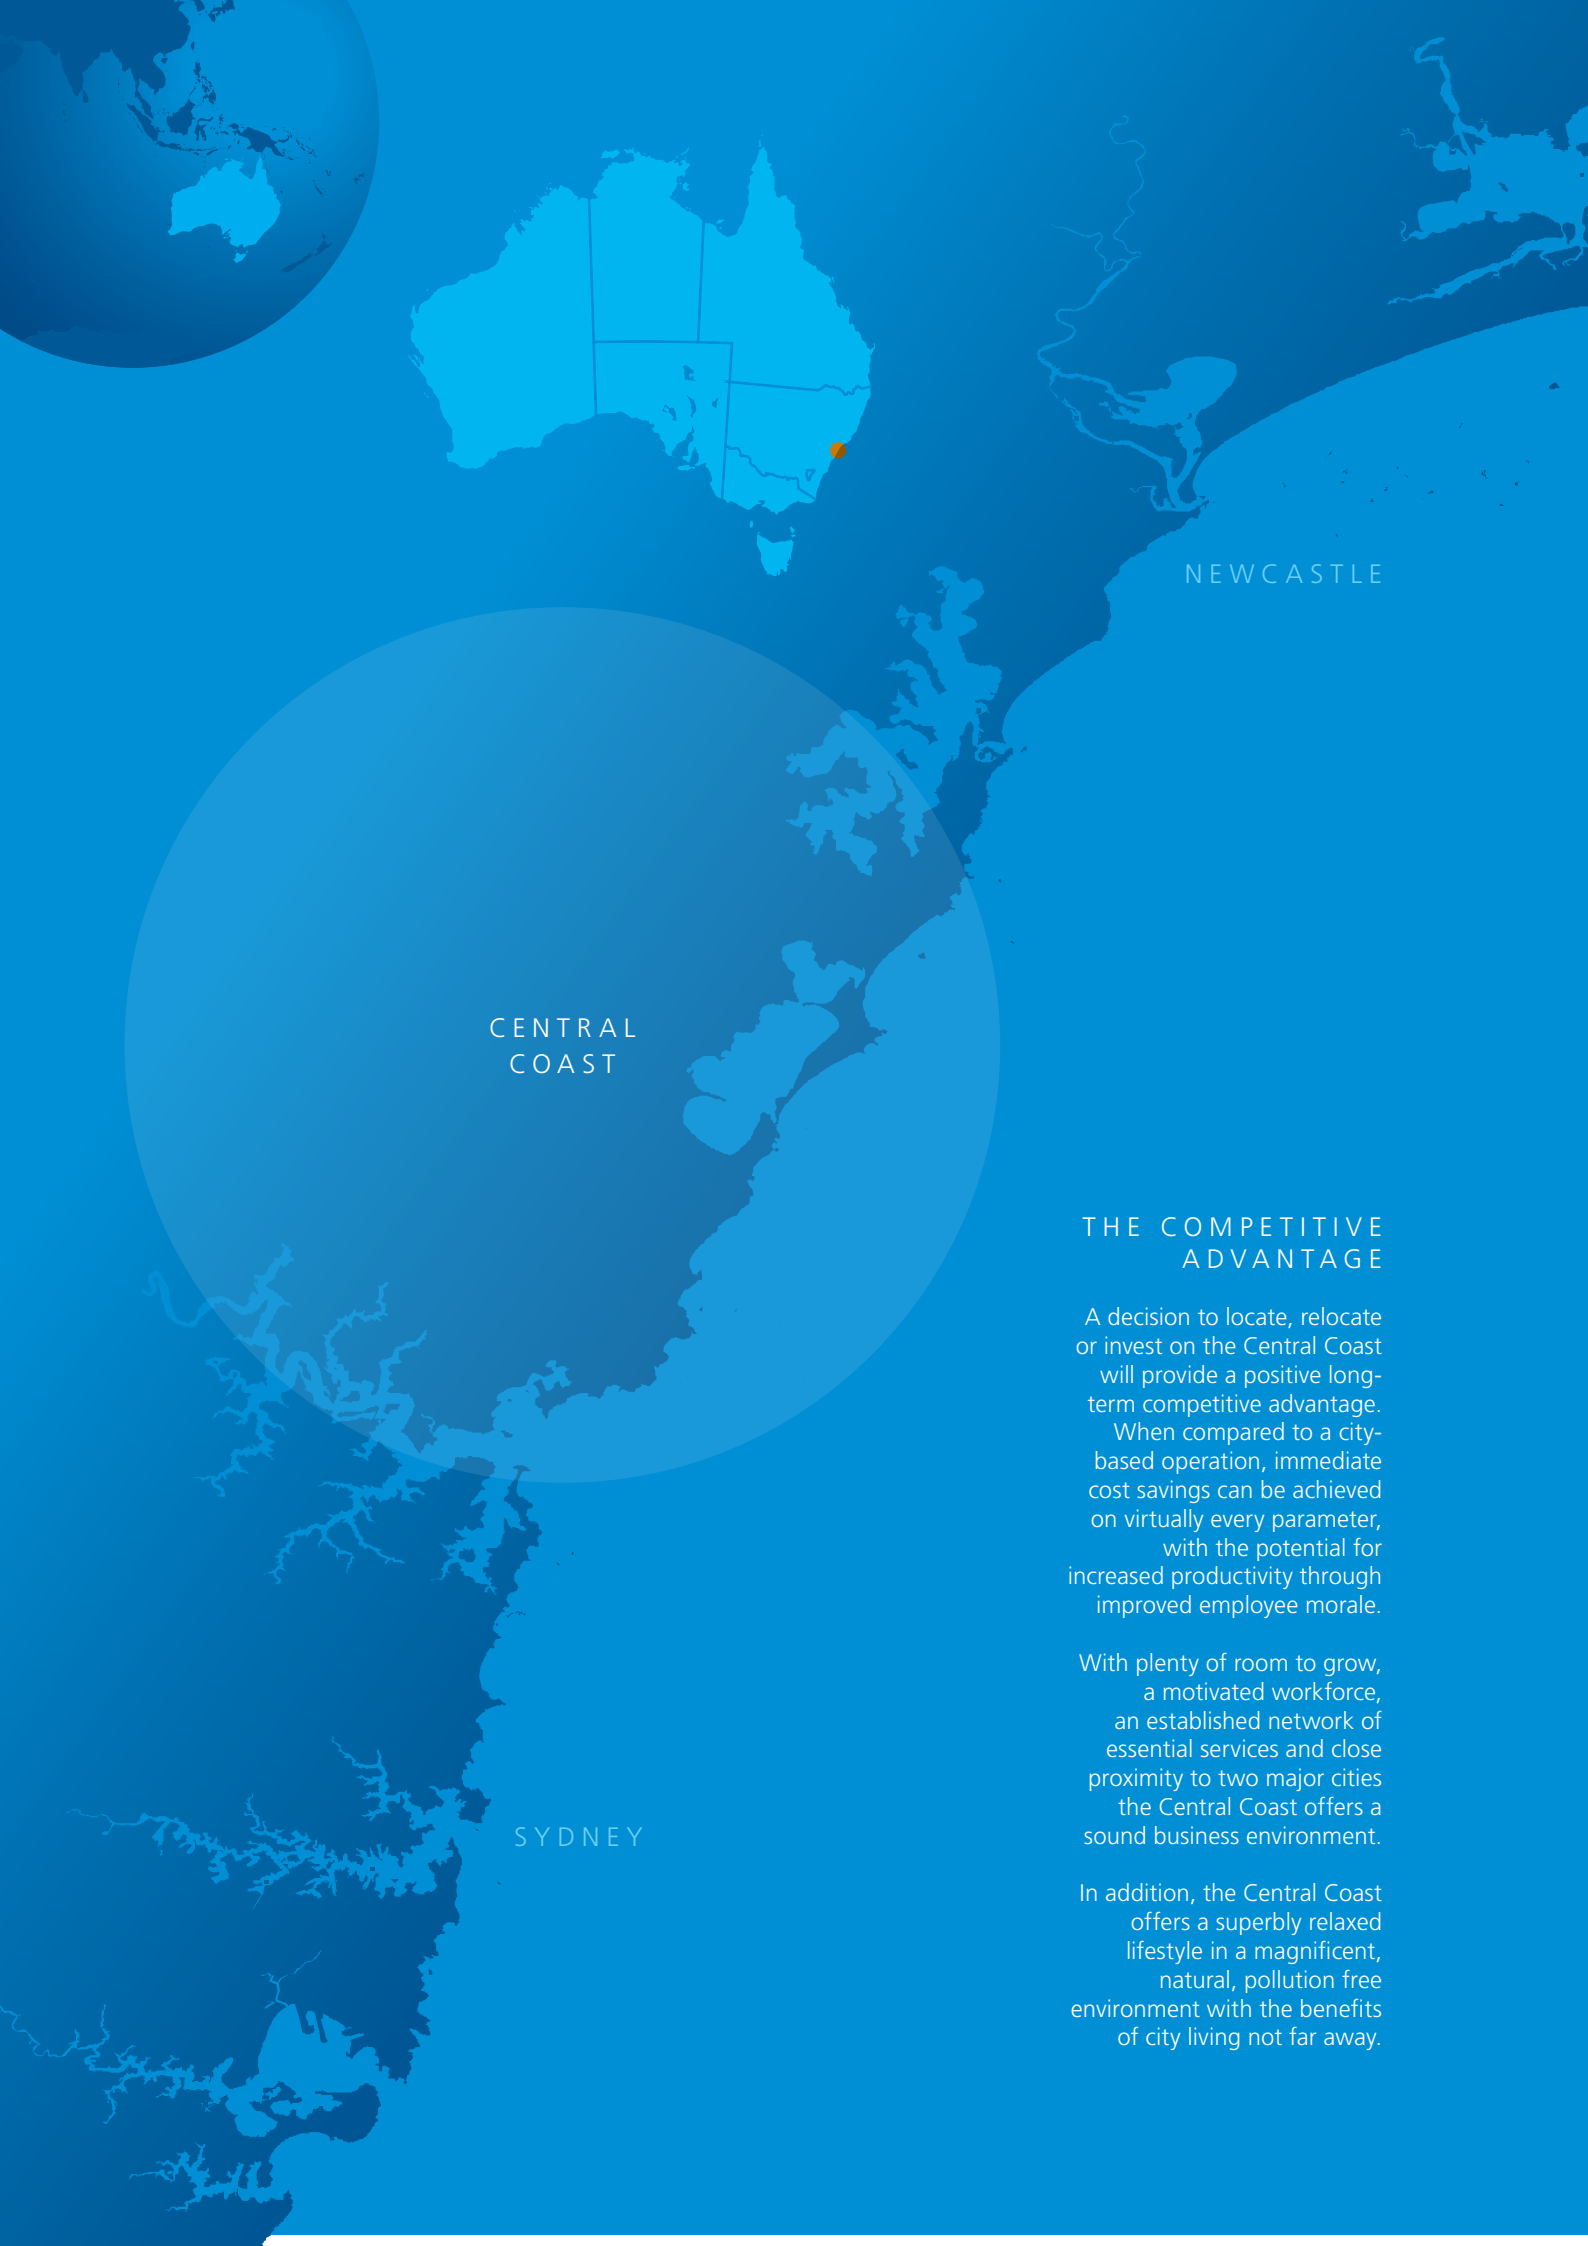 NEWCASTLE
CENTRAL
COAST
THE COMPETITIVE
ADVANTAGE
A decision to locate, relocate
or invest on the Central Coast
will provide a positive long-
term competitive advantage.
When compared to a city-
based operation, immediate
cost savings can be achieved
on virtually every parameter,
with the potential for
increased productivity through
improved employee morale.
With plenty of room to grow,
a motivated workforce,
an established network of
essential services and close
proximity to two major cities
the Central Coast offers a
sound business environment.
In addition, the Central Coast
offers a superbly relaxed
lifestyle in a magnificent,
natural, pollution free
environment with the benefits
of city living not far away.
SYDNEY